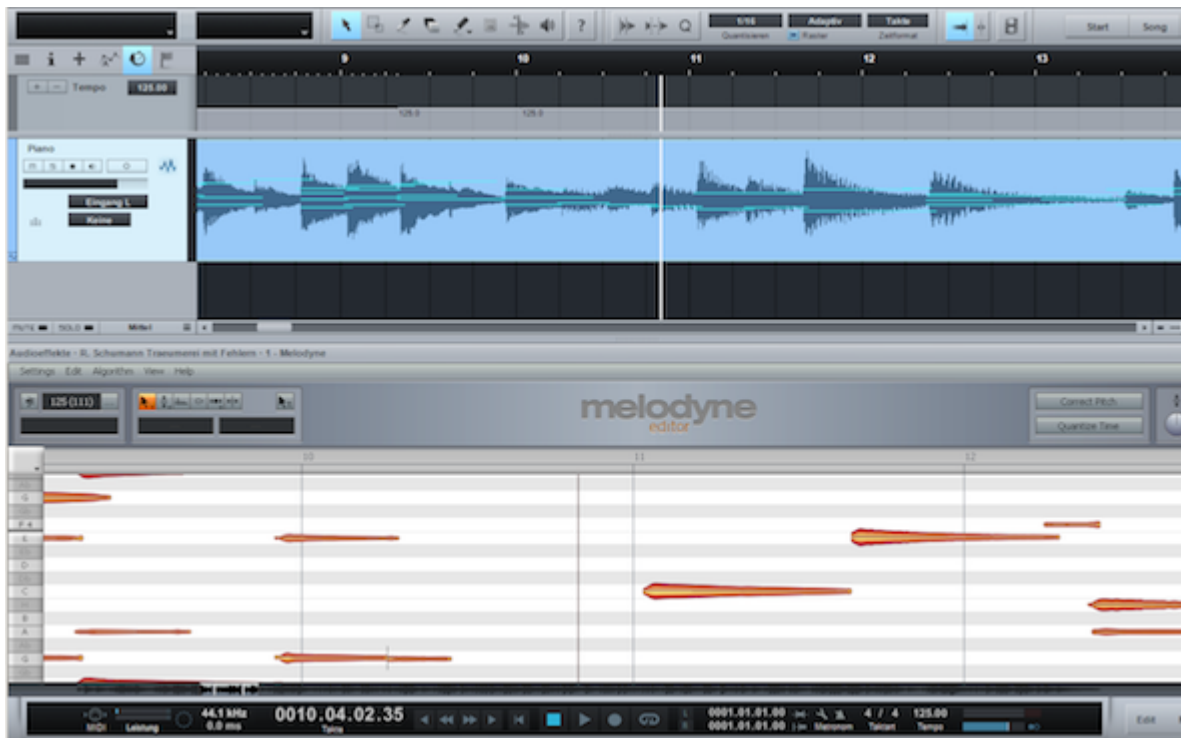 ?
Q
1/16 Adaptiv Takte
Quantisieren Raster Zeitformat
Start Song
9 10 11 12 13
+ - Tempo 125.00
125.0 125.0
Piano
Eingang L
Keine
MUTE SOLO Mittel
Audioeffekte - R. Schumann Traeumerei mit Fehlern - 1 - Melodyne
Settings Edit Algorithm View Help
125 (111)
melodyne
editor
Correct Pitch
Quantize Time
10 11 12
G
F 4
E
D
C
B
A
G
MIDI Leistung
44.1 kHz
0.0 ms
0010.04.02.35
Takte
L 0001.01.01.00
R 0001.01.01.00
Metronom
4 / 4
Taktart
125.00
Tempo
Edit